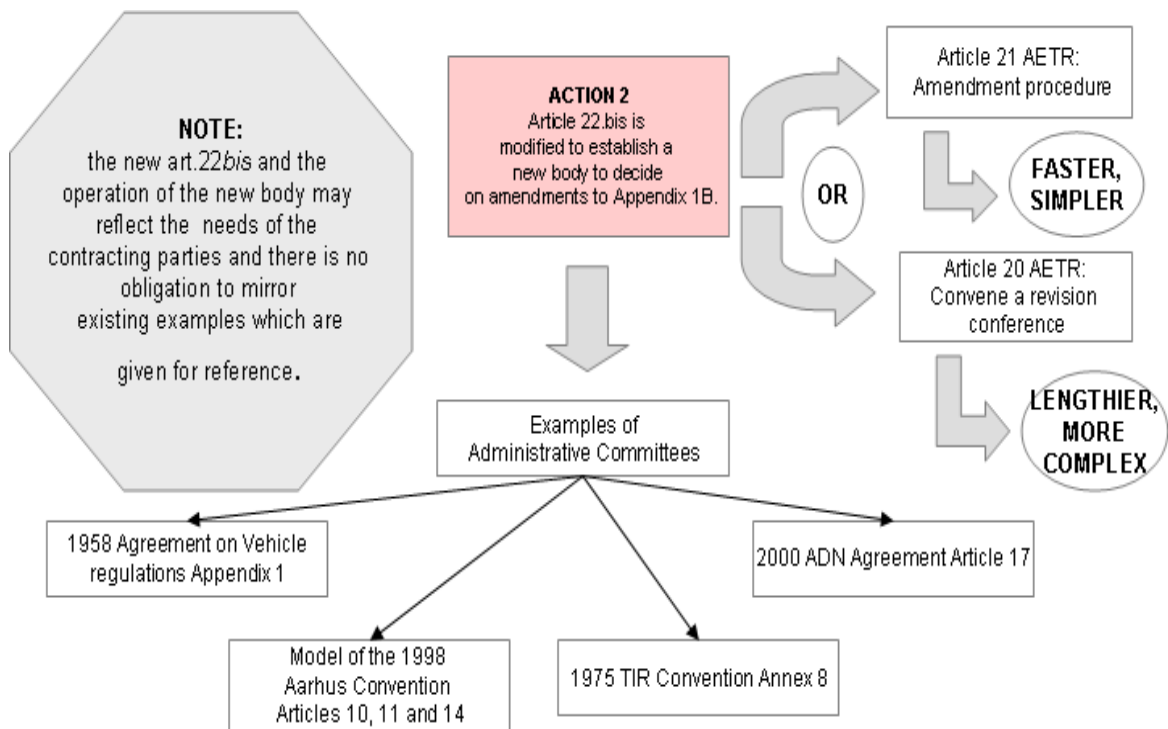 NOTE:
the new art.22bis and the
operation of the new body may
reflect the needs of the
contracting parties and there is no
obligation to mirror
existing examples which are
given for reference.
ACTION 2
Article 22.bis is
modified to establish a
new body to decide
on amendments to Appendix 1B.
OR
Article 21 AETR:
Amendment procedure
FASTER,
SIMPLER
Article 20 AETR:
Convene a revision
conference
LENGTHIER,
MORE
COMPLEX
Examples of
Administrative Committees
1958 Agreement on Vehicle
regulations Appendix 1
Model of the 1998
Aarhus Convention
Articles 10, 11 and 14
1975 TIR Convention Annex 8
2000 ADN Agreement Article 17